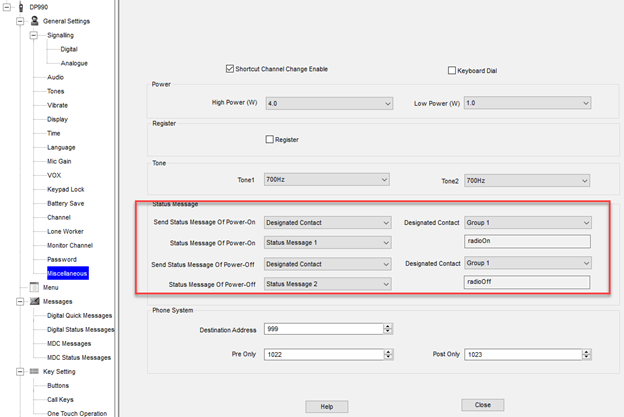 DP990
General Settings
Signalling
Digital
Analogue
Audio
Tones
Vibrate
Display
Time
Language
Mic Gain
VOX
Keypad Lock
Battery Save
Channel
Lone Worker
Monitor Channel
Password
Miscellaneous
Menu
Messages
Digital Quick Messages
Digital Status Messages
MDC Messages
MDC Status Messages
Key Setting
Buttons
Call Keys
One Touch Operation
Shortcut Channel Change Enable Keyboard Dial
Power
High Power (W) 4.0 Low Power (W) 1.0
Register
Register
Tone
Tone1 700Hz Tone2 700Hz
Status Message
Send Status Message Of Power-On Designated Contact Designated Contact Group 1
Status Message Of Power-On Status Message 1 radioOn
Send Status Message Of Power-Off Designated Contact Designated Contact Group 1
Status Message Of Power-Off Status Message 2 radioOff
Phone System
Destination Address 999
Pre Only 1022 Post Only 1023
Help Close